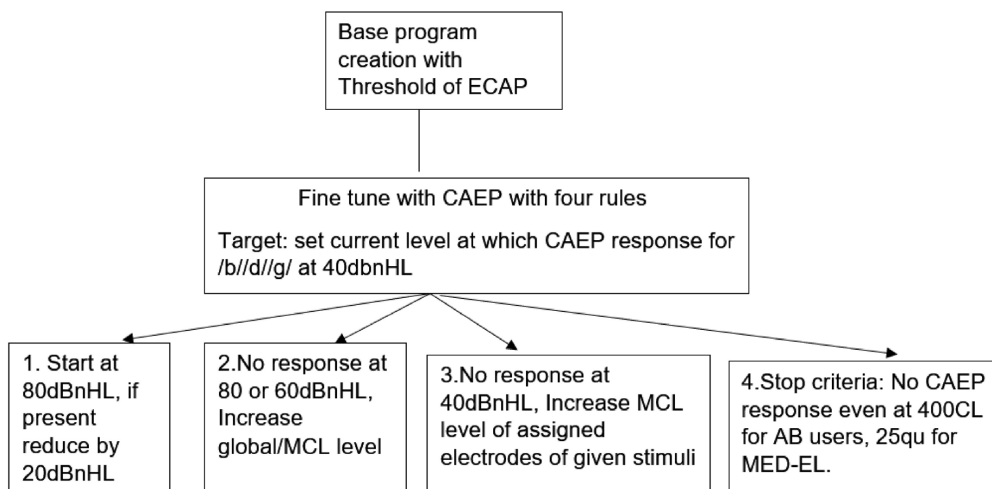 Base program
creation with
Threshold of ECAP
Fine tune with CAEP with four rules
Target: set current level at which CAEP response for
/b//d//g/ at 40dbnHL
1. Start at
80dBnHL, if
present
reduce by
20dBnHL
2.No response at
80 or 60dBHL,
Increase
global/MCL level
3.No response at
40dBnHL, Increase MCL
level of assigned
electrodes of given stimuli
4.Stop criteria: No CAEP
response even at 400CL
for AB users, 25qu for
MED-EL.